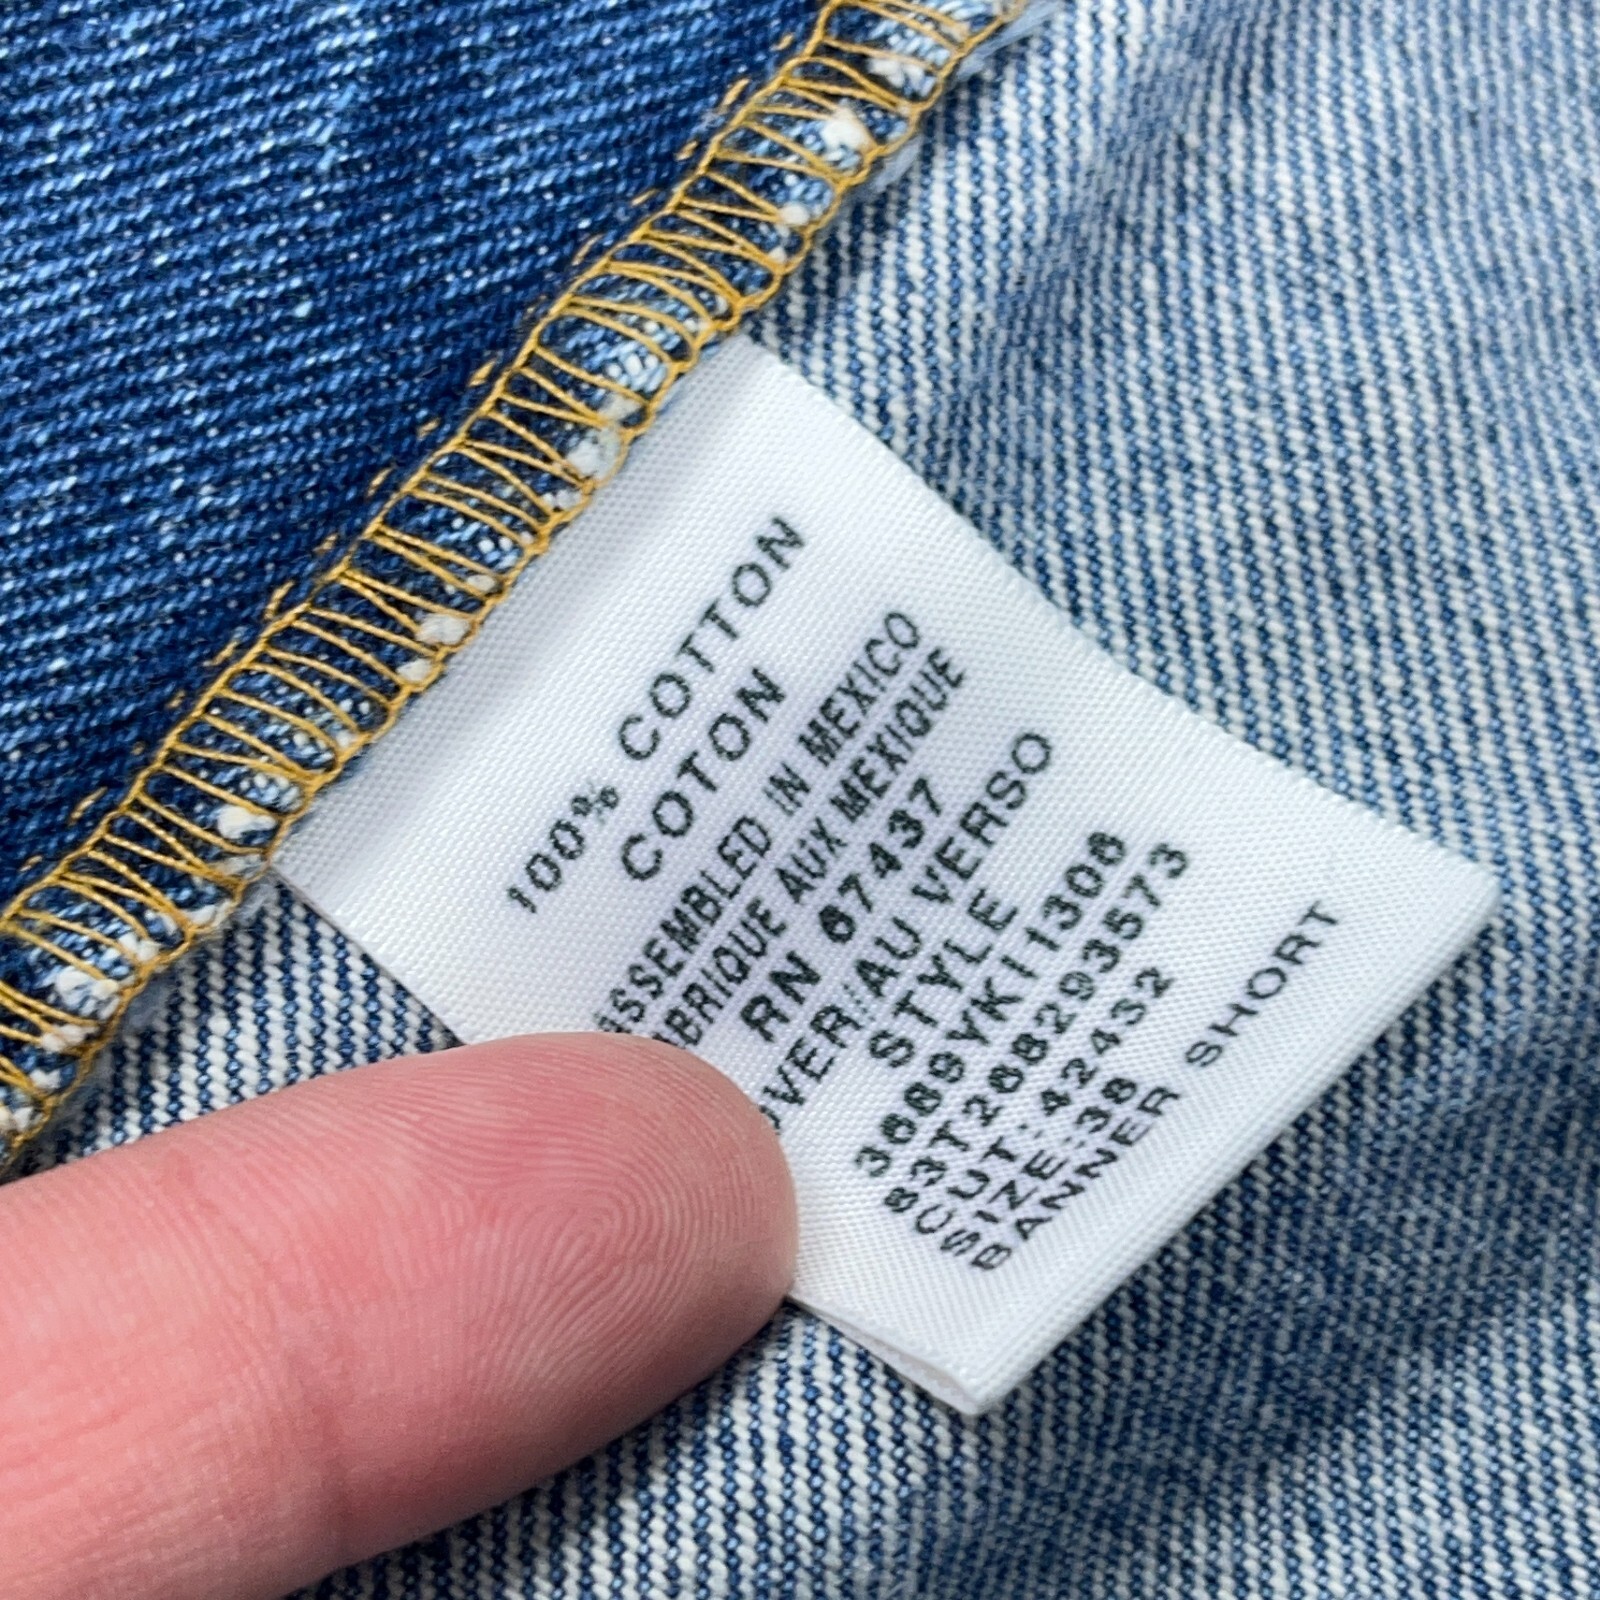 100% COTTON
COTON
ASSEMBLED IN MEXICO
FABRIQUE AUX MEXIQUE
RN 67437
OVER/AU VERSO
STYLE
3689YK11306
83T288293573
CUT: 42432
SIZE:38
BANNER SHORT